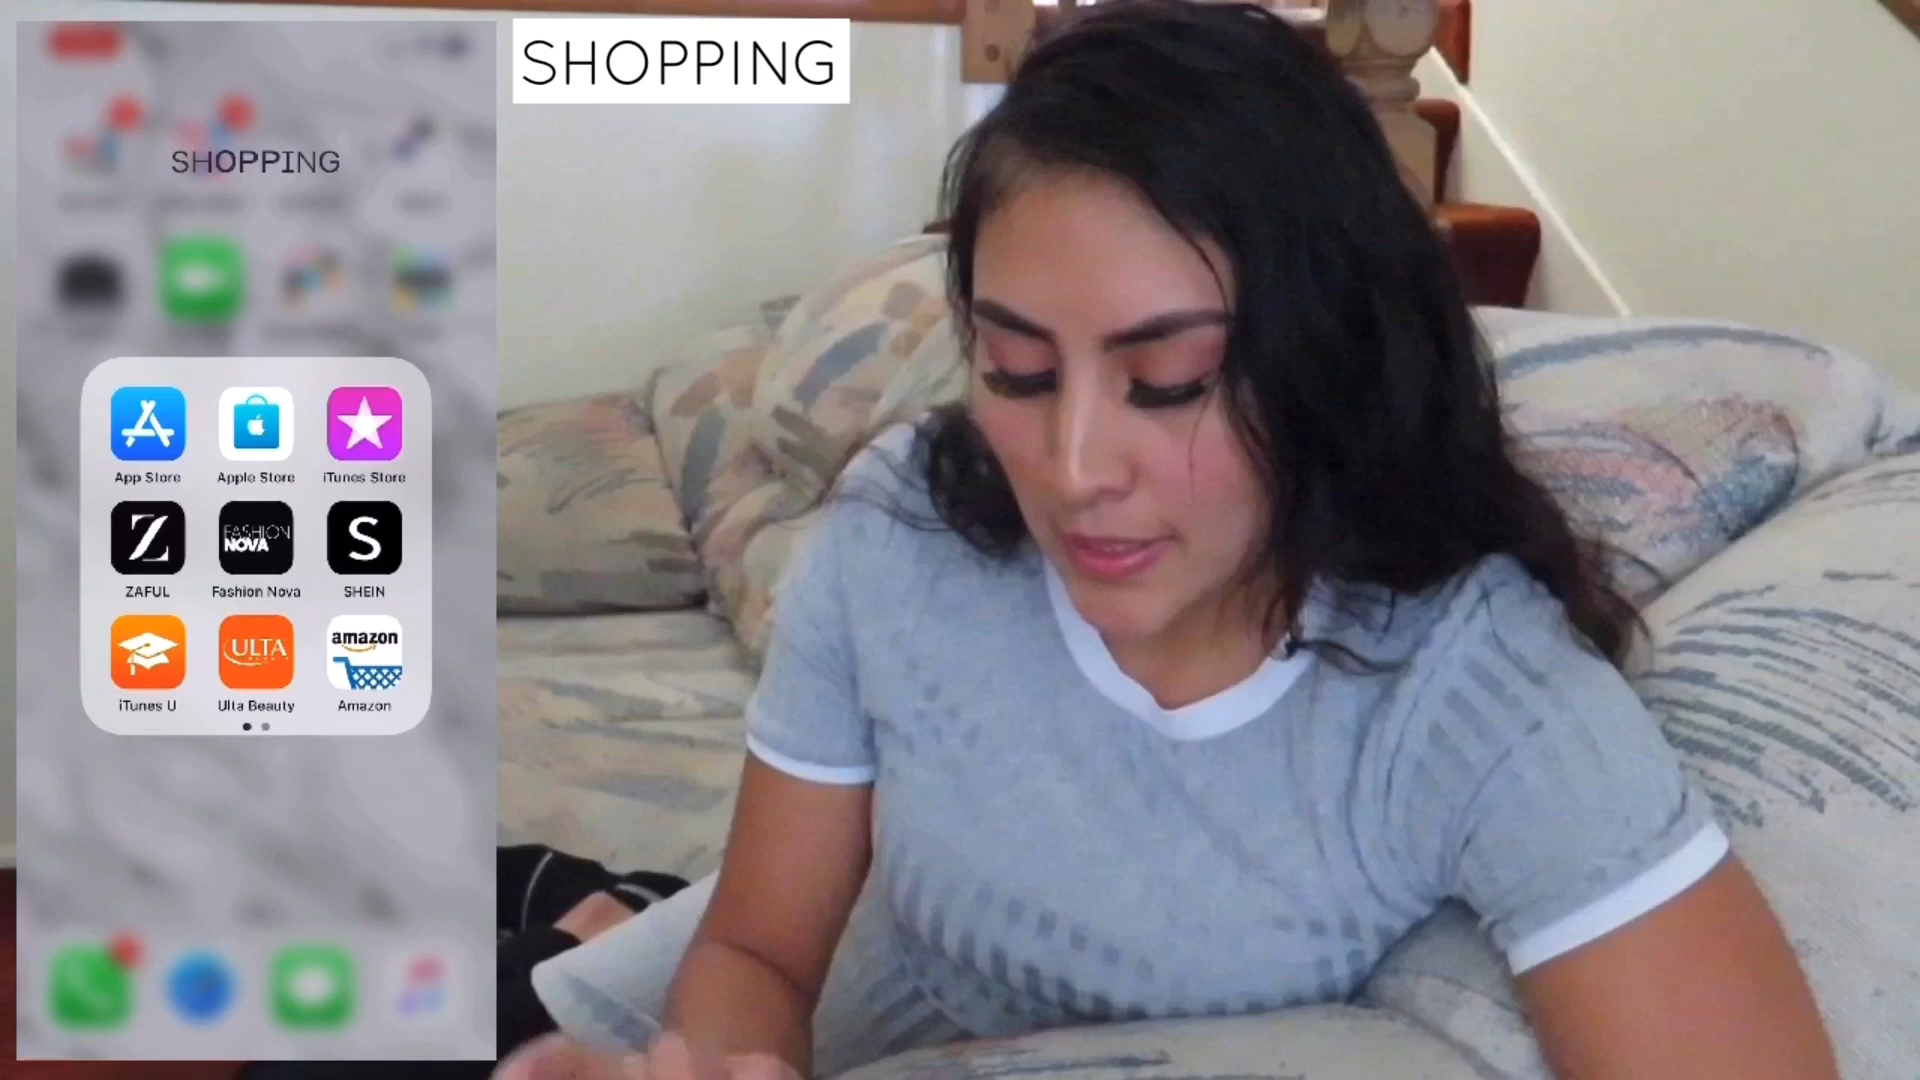 SHOPPING
SHOPPING
App Store
Apple Store
iTunes Store
FASHION
NOVA
S
Z
ZAFUL
Fashion Nova
SHEIN
ULTA
amazon
iTunes U
Ulta Beauty
Amazon